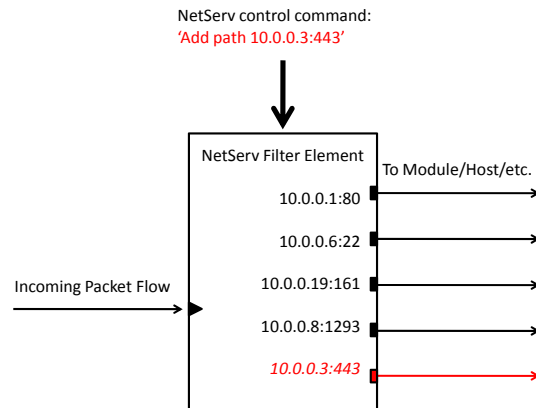 NetServ control command:
'Add path 10.0.0.3:443'
NetServ Filter Element
To Module/Host/etc.
10.0.0.1:80
10.0.0.6:22
Incoming Packet Flow
10.0.0.19:161
10.0.0.8:1293
10.0.0.3:443